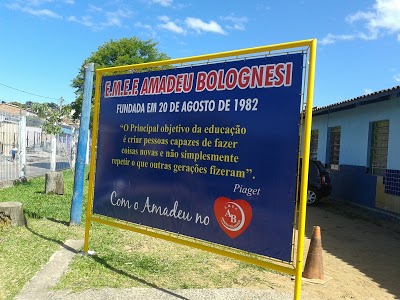 E.M.E.F. AMADEU BOLOGNESI
FUNDADA EM 20 DE AGOSTO DE 1982
"O Principal objetivo da educação
é criar pessoas capazes de fazer
coisas novas e não simplesmente
repetir o que outras gerações fizeram".
Piaget
Com o Amadeu no
AB